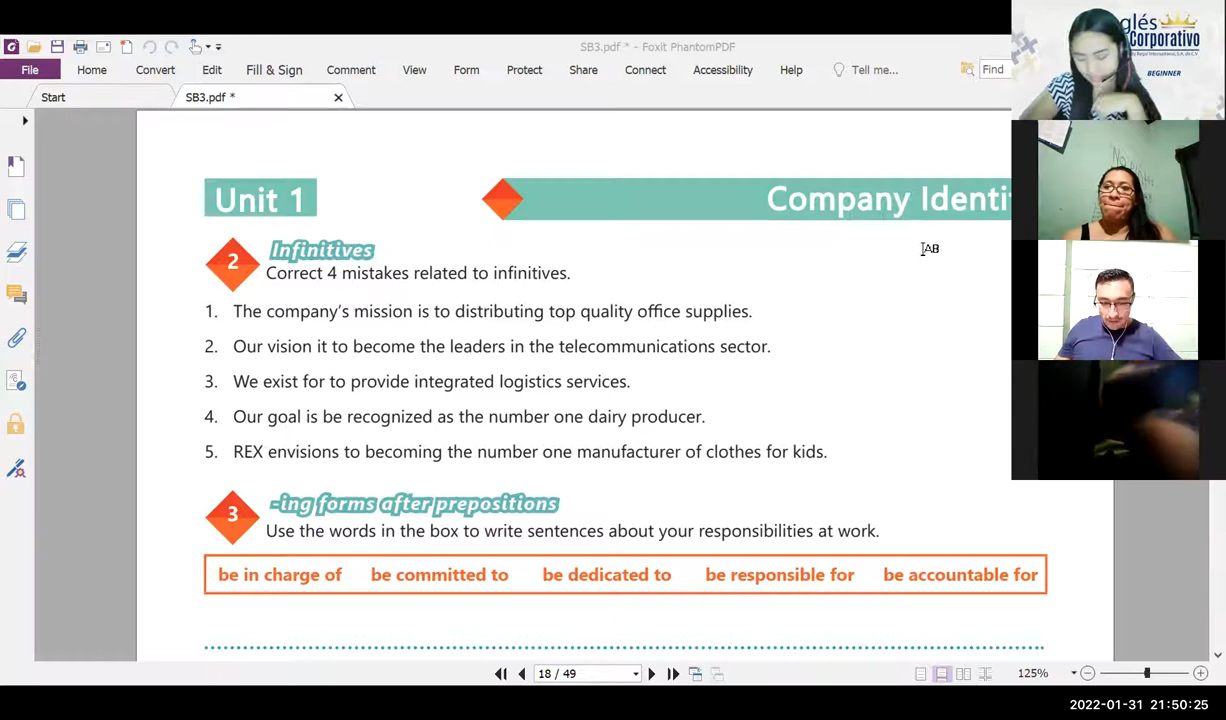 SB3.pdf * - Foxit PhantomPDF
File Home Convert Edit Fill & Sign Comment View Form Protect Share Connect Accessibility Help Tell me... Find
Start SB3.pdf *
Unit 1
Company Identi
2 Infinitives
Correct 4 mistakes related to infinitives.
1. The company's mission is to distributing top quality office supplies.
2. Our vision it to become the leaders in the telecommunications sector.
3. We exist for to provide integrated logistics services.
4. Our goal is be recognized as the number one dairy producer.
5. REX envisions to becoming the number one manufacturer of clothes for kids.
3 -ing forms after prepositions
Use the words in the box to write sentences about your responsibilities at work.
be in charge of be committed to be dedicated to be responsible for be accountable for
18 / 49
125%
glés
Corporativo
BEGINNER
AB
2022-01-31 21:50:25